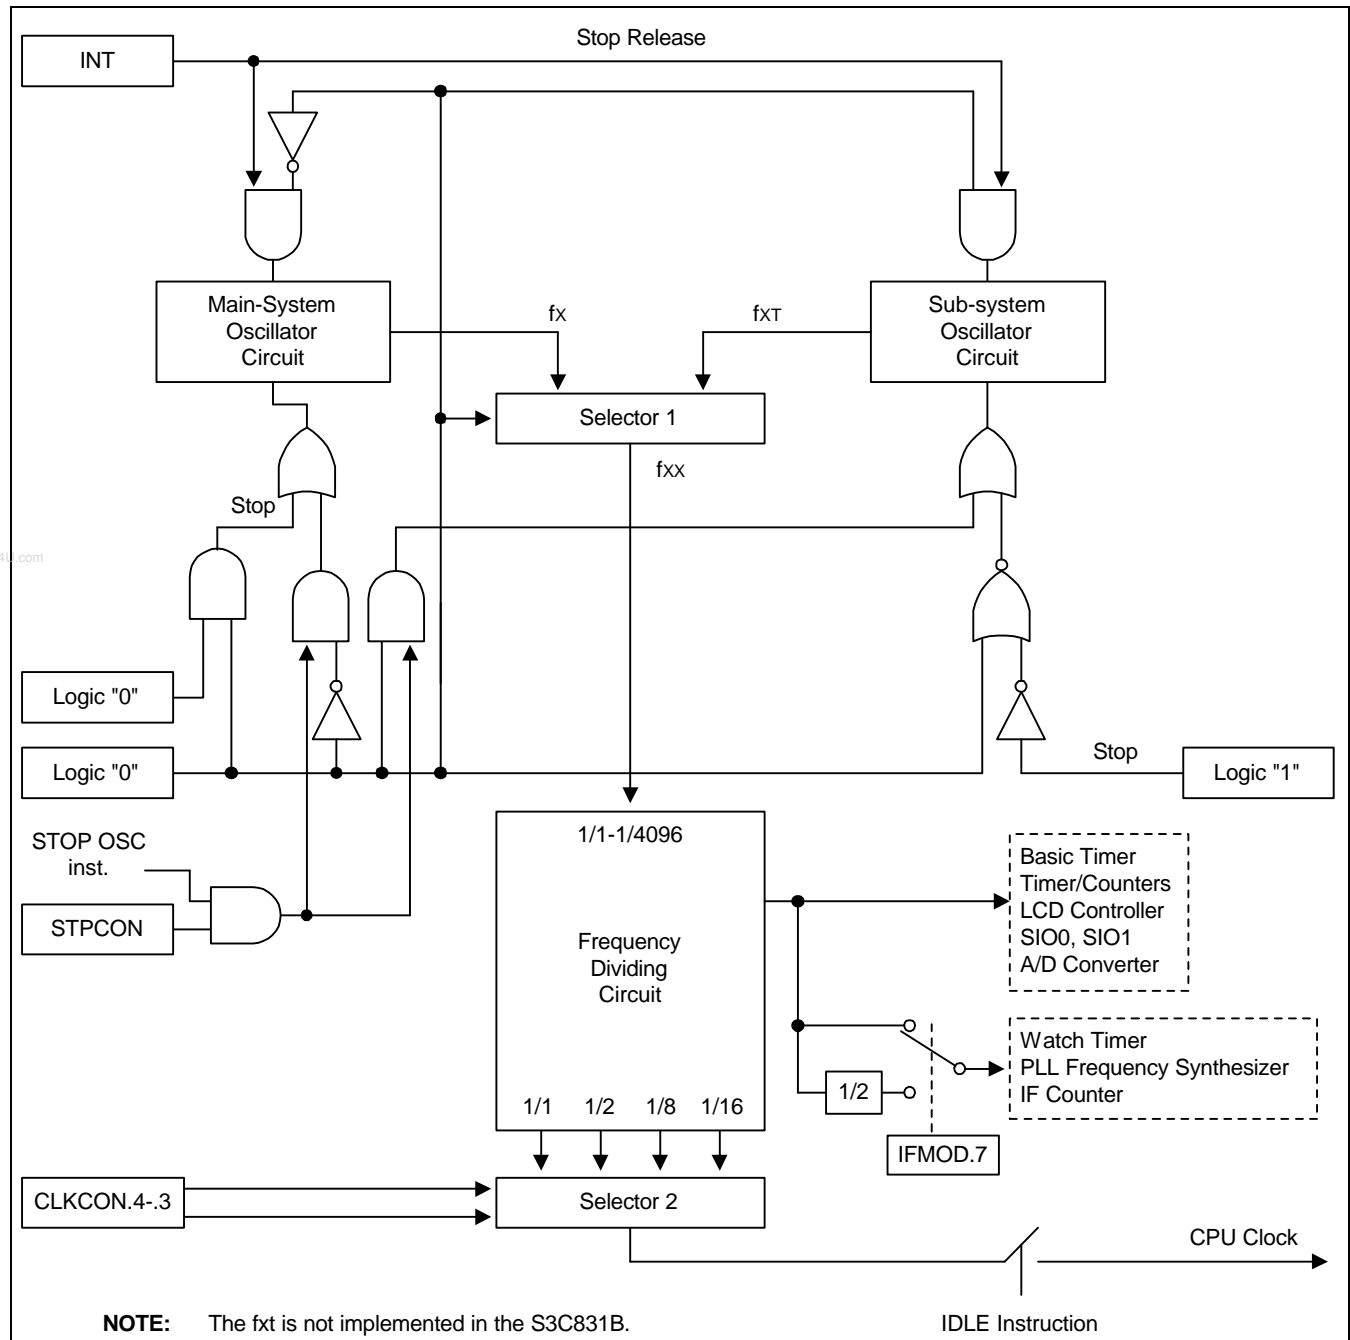 INT
Stop Release
Main-System
Oscillator
Circuit
fX
fXT
Sub-system
Oscillator
Circuit
Selector 1
fXX
Stop
4U.com
Logic "0"
Logic "0"
Stop
Logic "1"
STOP OSC
inst.
STPCON
1/1-1/4096
Frequency
Dividing
Circuit
Basic Timer
Timer/Counters
LCD Controller
SIO0, SIO1
A/D Converter
Watch Timer
PLL Frequency Synthesizer
IF Counter
1/2
IFMOD.7
1/1 1/2 1/8 1/16
CLKCON.4-.3
Selector 2
CPU Clock
NOTE: The fxt is not implemented in the S3C831B.
IDLE Instruction